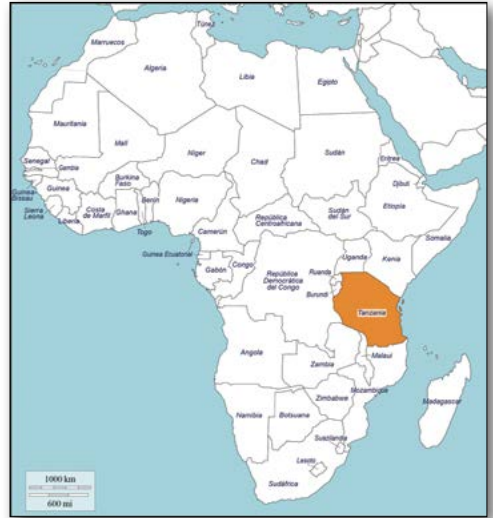 Túnez
Marruecos
Argelia
Libia
Egipto
Mauritania
Malí
Níger
Chad
Sudán
Eritrea
Senegal
Gambia
Guinea-
Bissau
Guinea
Burkina
Faso
Djibuti
Sierra
Leona
Liberia
Costa
de Marfil
Ghana
Togo
Benín
Nigeria
Etiopía
Sudán
del Sur
República
Centroafricana
Camerún
Somalia
Guinea Ecuatorial
Gabón
Congo
República
Democrática
del Congo
Uganda
Kenia
Ruanda
Burundi
Tanzania
Angola
Zambia
Malaui
Mozambique
Zimbabwe
Madagascar
Namibia
Botsuana
Suazilandia
Lesoto
Sudáfrica
1000 km
600 mi